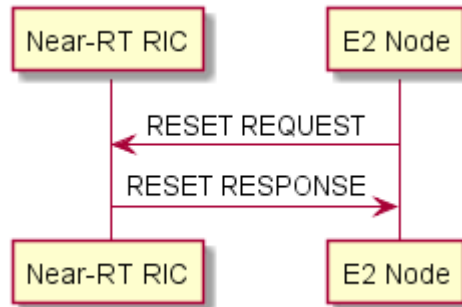 Near-RT RIC
E2 Node
RESET REQUEST
RESET RESPONSE
Near-RT RIC
E2 Node